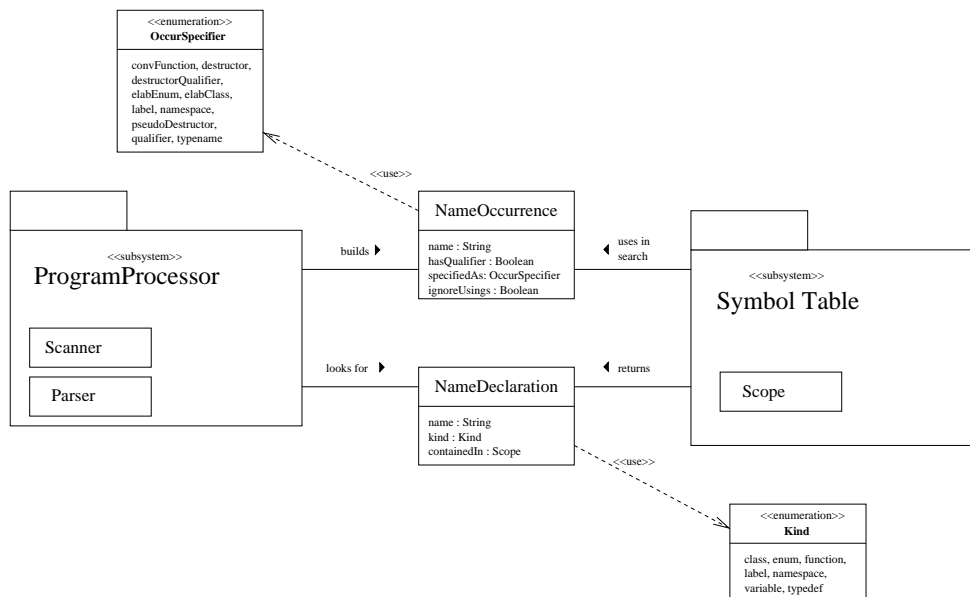 <<enumeration>>
OccurSpecifier
convFunction, destructor,
destructorQualifier,
elabEnum, elabClass,
label, namespace,
pseudoDestructor,
qualifier, typename
<<use>>
<<subsystem>>
ProgramProcessor
Scanner
Parser
builds
looks for
NameOccurrence
name : String
hasQualifier : Boolean
specifiedAs: OccurSpecifier
ignoreUsings : Boolean
NameDeclaration
name : String
kind : Kind
containedIn : Scope
uses in
search
returns
<<subsystem>>
Symbol Table
Scope
<<use>>
<<enumeration>>
Kind
class, enum, function,
label, namespace,
variable, typedef